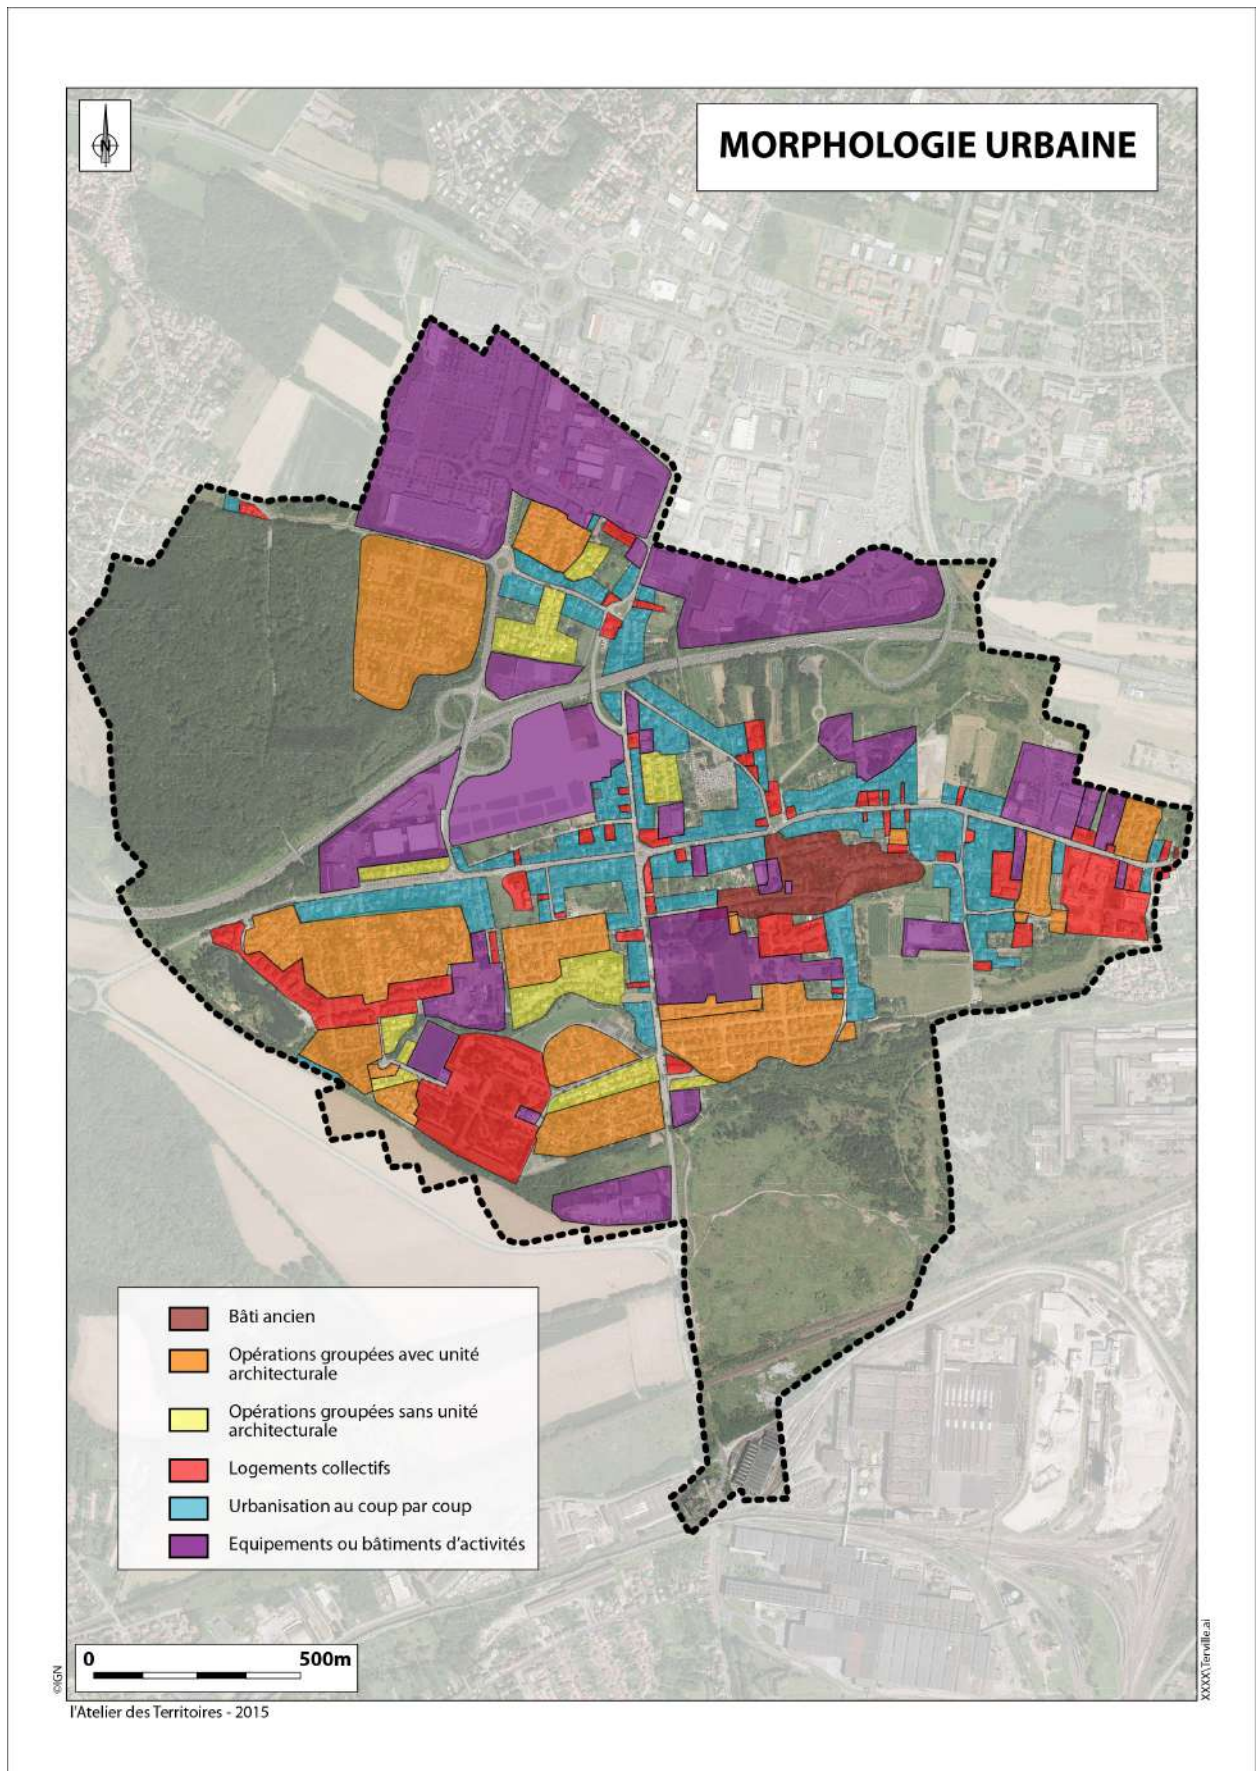 N
MORPHOLOGIE URBAINE
Bâti ancien
Opérations groupées avec unité
architecturale
Opérations groupées sans unité
architecturale
Logements collectifs
Urbanisation au coup par coup
Equipements ou bâtiments d'activités
0 500m
©IGN
XXXX\Terville.ai
l'Atelier des Territoires - 2015